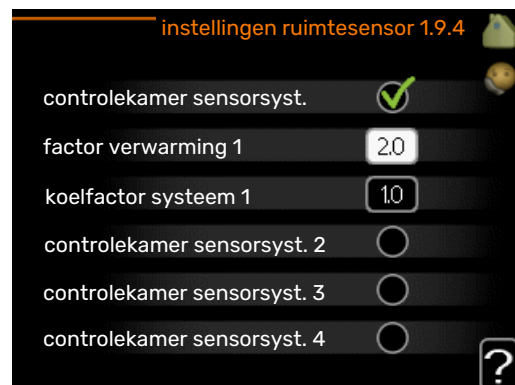 instellingen ruimtesensor 1.9.4
controlekamer sensorsyst.
factor verwarming 1 2.0
koelfactor systeem 1 1.0
controlekamer sensorsyst. 2
controlekamer sensorsyst. 3
controlekamer sensorsyst. 4
?